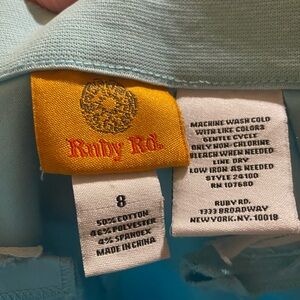 Ruby Rd.
8
50% COTTON
46% POLYESTER
4% SPANDEX
MADE IN CHINA
MACHINE WASH COLD
WITH LIKE COLORS
GENTLE CYCLE
ONLY NON-CHLORINE
BLEACH WHEN NEEDED
LINE DRY
LOW IRON AS NEEDED
STYLE 24100
RN 107680
RUBY RD.
1333 BROADWAY
NEW YORK, NY. 10018